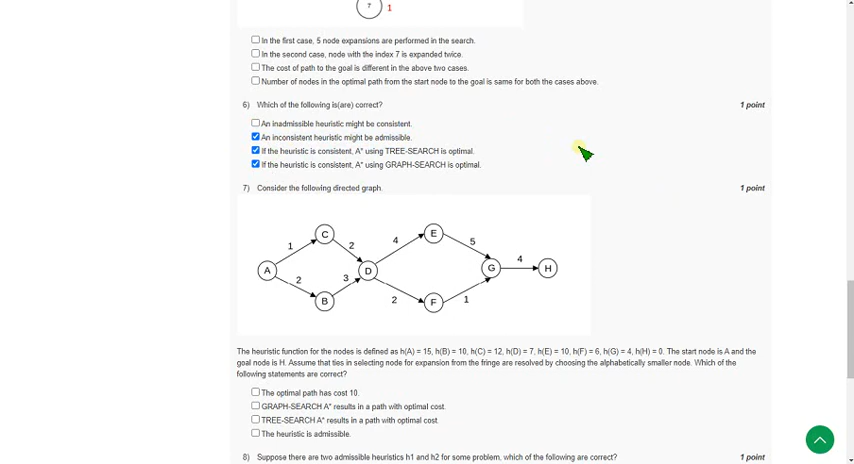 ?
1
In the first case, 5 node expansions are performed in the search.
In the second case, node with the index 7 is expanded twice.
The cost of path to the goal is different in the above two cases.
Number of nodes in the optimal path from the start node to the goal is same for both the cases above.
6) Which of the following is(are) correct? 1 point
An inadmissible heuristic might be consistent.
An inconsistent heuristic might be admissible.
If the heuristic is consistent, A* using TREE-SEARCH is optimal.
If the heuristic is consistent, A* using GRAPH-SEARCH is optimal.
7) Consider the following directed graph. 1 point
C E
1 2 4 5
A D G 4 H
2 3 2 1
B F
The heuristic function for the nodes is defined as h(A) = 15, h(B) = 10, h(C) = 12, h(D) = 7, h(E) = 10, h(F) = 6, h(G) = 4, h(H) = 0. The start node is A and the
goal node is H. Assume that ties in selecting node for expansion from the fringe are resolved by choosing the alphabetically smaller node. Which of the
following statements are correct?
The optimal path has cost 10.
GRAPH-SEARCH A* results in a path with optimal cost.
TREE-SEARCH A* results in a path with optimal cost.
The heuristic is admissible.
8) Suppose there are two admissible heuristics h1 and h2 for some problem, which of the following are correct? 1 point